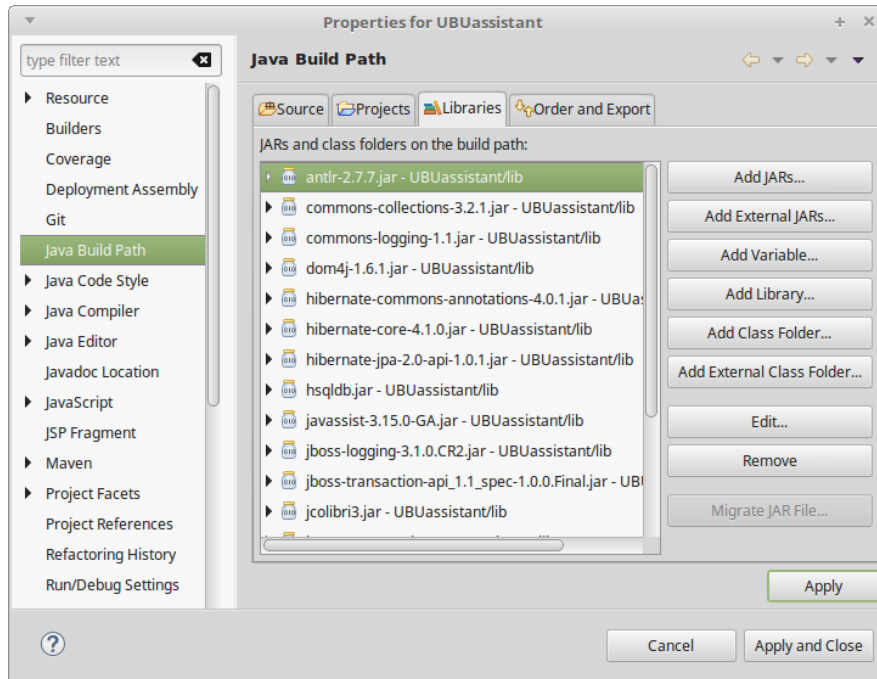 Properties for UBUassistant
type filter text
Resource
Builders
Coverage
Deployment Assembly
Git
Java Build Path
Java Code Style
Java Compiler
Java Editor
Javadoc Location
JavaScript
JSP Fragment
Maven
Project Facets
Project References
Refactoring History
Run/Debug Settings
Java Build Path
Source Projects Libraries Order and Export
JARs and class folders on the build path:
antlr-2.7.7.jar - UBUassistant/lib
commons-collections-3.2.1.jar - UBUassistant/lib
commons-logging-1.1.jar - UBUassistant/lib
dom4j-1.6.1.jar - UBUassistant/lib
hibernate-commons-annotations-4.0.1.jar - UBUas
hibernate-core-4.1.0.jar - UBUassistant/lib
hibernate-jpa-2.0-api-1.0.1.jar - UBUassistant/lib
hsqldb.jar - UBUassistant/lib
javassist-3.15.0-GA.jar - UBUassistant/lib
jboss-logging-3.1.0.CR2.jar - UBUassistant/lib
jboss-transaction-api_1.1_spec-1.0.0.Final.jar - UBU
jcolibri3.jar - UBUassistant/lib
Add JARs...
Add External JARs...
Add Variable...
Add Library...
Add Class Folder...
Add External Class Folder...
Edit...
Remove
Migrate JAR File...
Apply
Cancel
Apply and Close